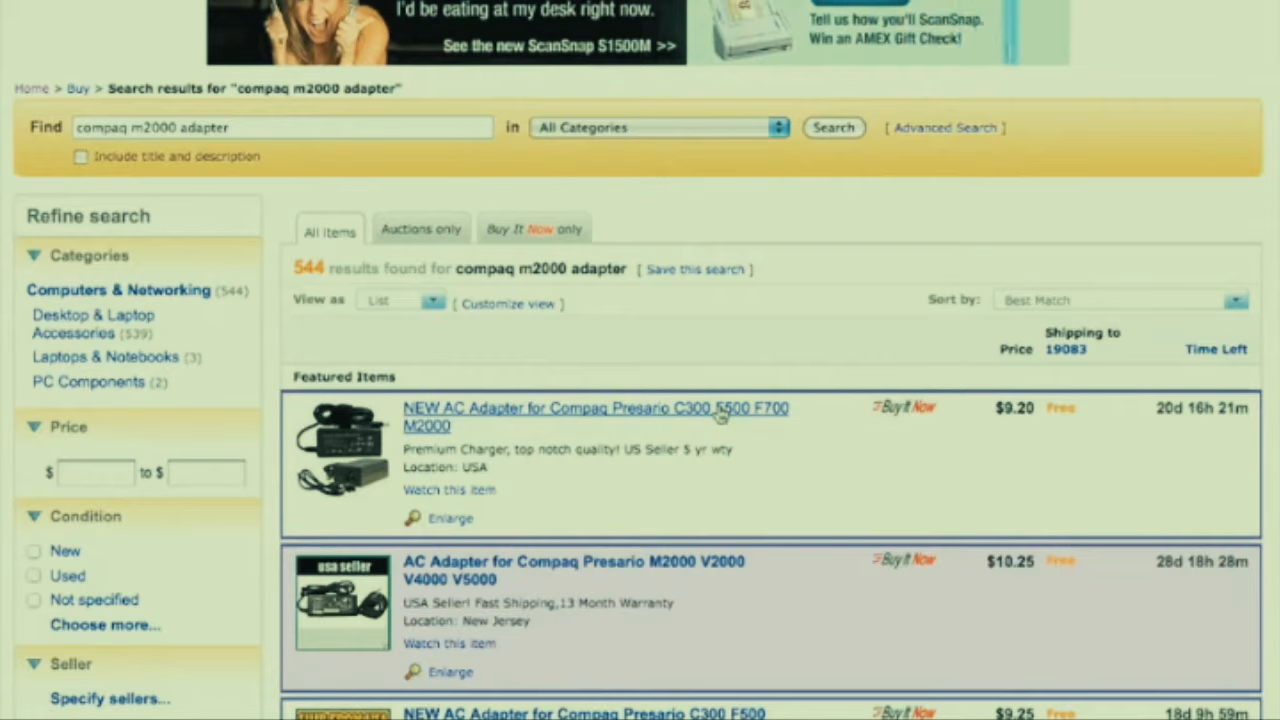 I'd be eating at my desk right now.
See the new ScanSnap S1500M >>
Tell us how you'll ScanSnap.
Win an AMEX Gift Check!
Home > Buy > Search results for "compaq m2000 adapter"
Find compaq m2000 adapter in All Categories Search [ Advanced Search ]
Include title and description
Refine search
Categories
Computers & Networking (544)
Desktop & Laptop
Accessories (539)
Laptops & Notebooks (3)
PC Components (2)
Price
$ to $
Condition
New
Used
Not specified
Choose more...
Seller
Specify sellers...
All Items Auctions only Buy It Now only
544 results found for compaq m2000 adapter [ Save this search ]
View as List [ Customize view ] Sort by: Best Match
Price Shipping to 19083 Time Left
Featured Items
NEW AC Adapter for Compaq Presario C300 F500 F700
M2000
Premium Charger, top notch quality! US Seller 5 yr wty
Location: USA
Watch this item
Enlarge
Buy It Now $9.20 Free 20d 16h 21m
usa seller
AC Adapter for Compaq Presario M2000 V2000
V4000 V5000
USA Seller! Fast Shipping,13 Month Warranty
Location: New Jersey
Watch this item
Enlarge
Buy It Now $10.25 Free 28d 18h 28m
NEW AC Adapter for Compaq Presario C300 F500
Buy It Now $9.25 Free 18d 9h 59m